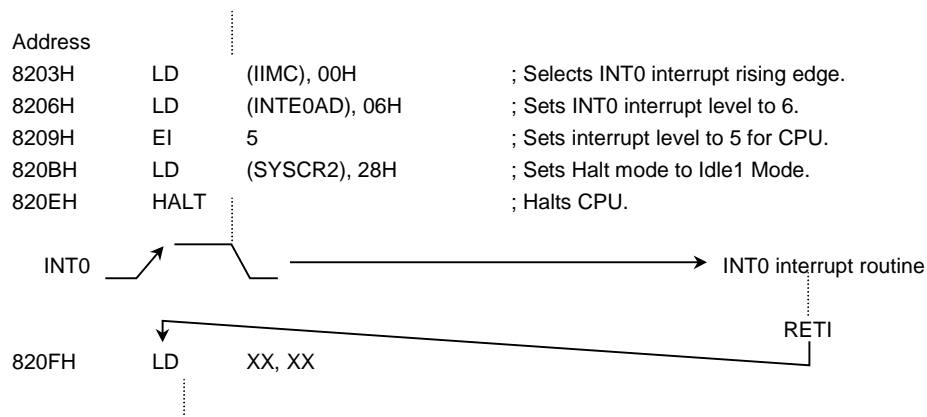 Address
8203H LD (IIMC), 00H ; Selects INT0 interrupt rising edge.
8206H LD (INTE0AD), 06H ; Sets INT0 interrupt level to 6.
8209H EI 5 ; Sets interrupt level to 5 for CPU.
820BH LD (SYSCR2), 28H ; Sets Halt mode to Idle1 Mode.
820EH HALT ; Halts CPU.
INT0 INT0 interrupt routine
RETI
820FH LD XX, XX